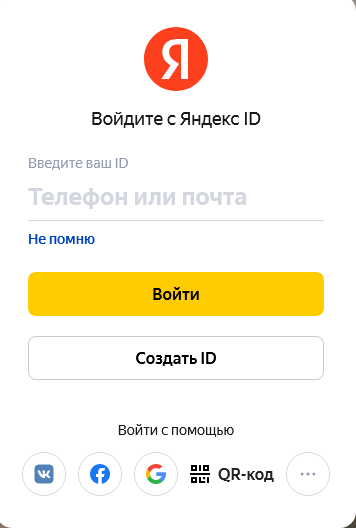 Я
Войдите с Яндекс ID
Введите ваш ID
Телефон или почта
Не помню
Войти
Создать ID
Войти с помощью
QR-код